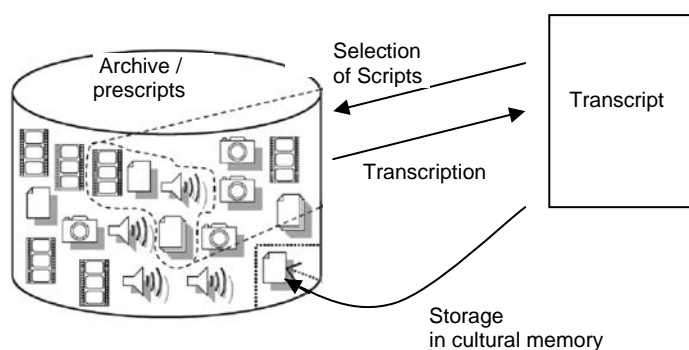 Archive /
prescripts
Selection
of Scripts
Transcript
Transcription
Storage
in cultural memory